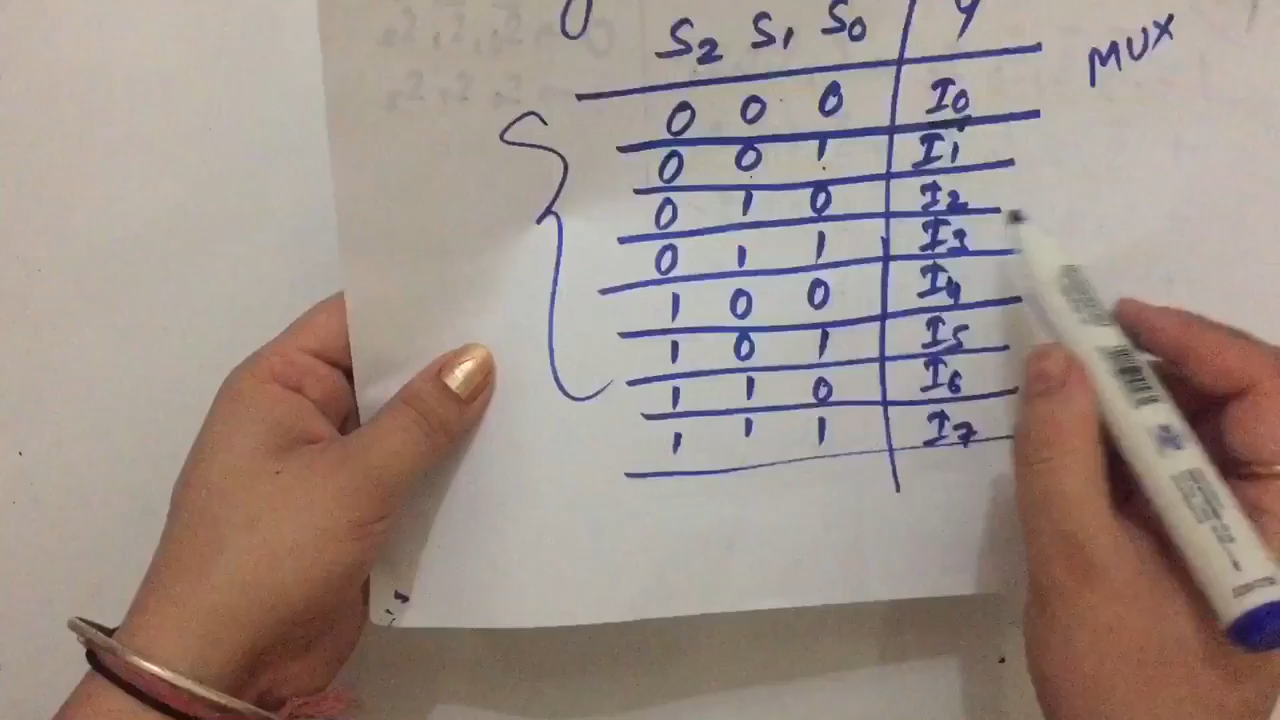 S2 S1 S0 Y
MUX
0 0 0 I0
0 0 1 I1
0 1 0 I2
0 1 1 I3
1 0 0 I4
1 0 1 I5
1 1 0 I6
1 1 1 I7